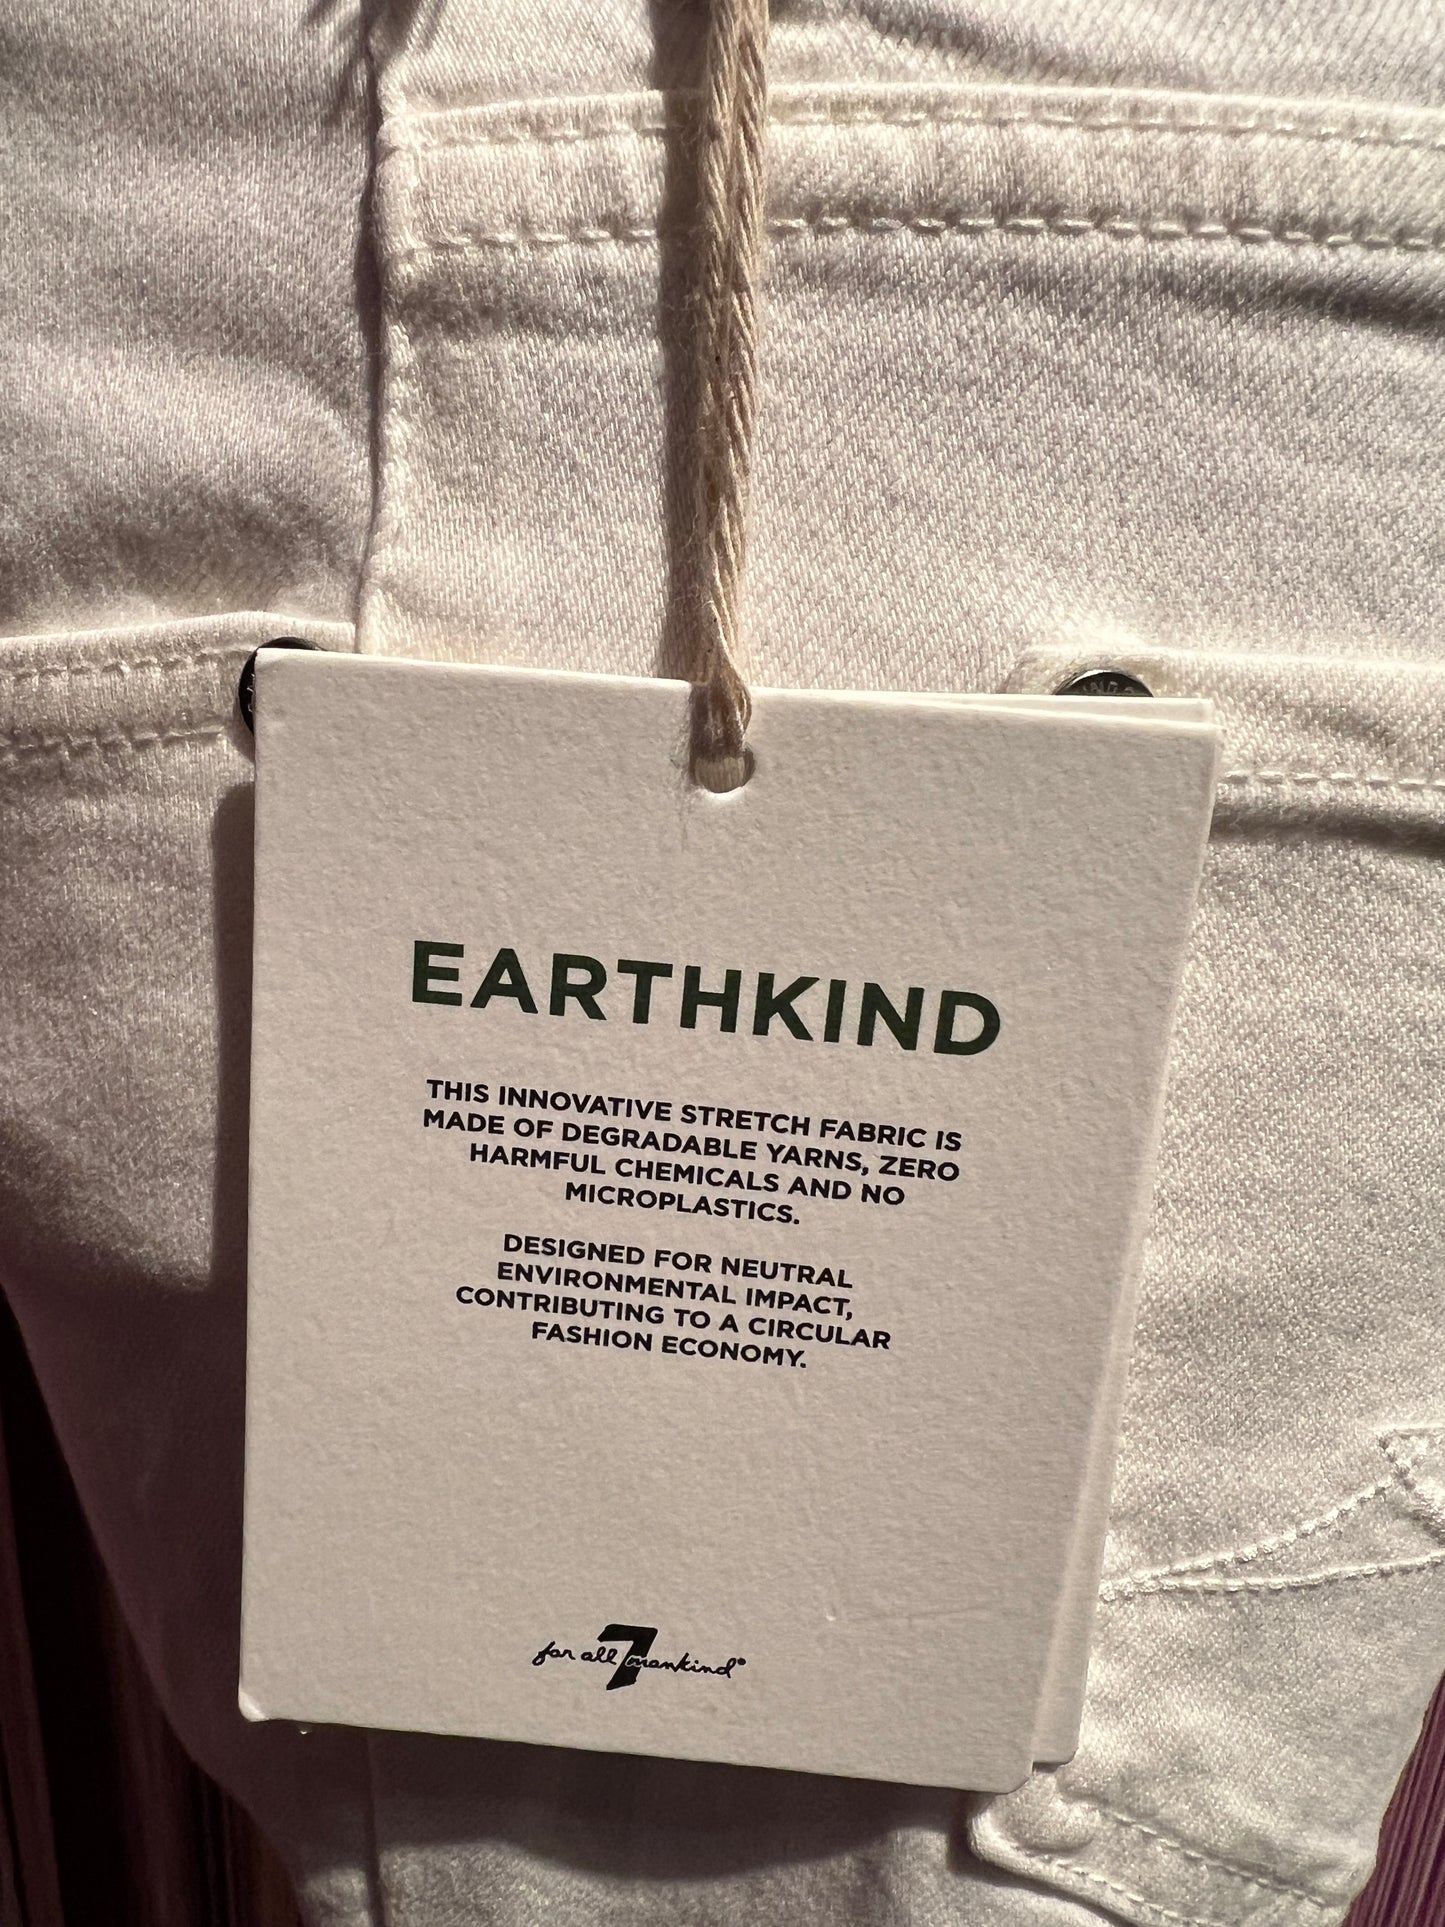 EARTHKIND
THIS INNOVATIVE STRETCH FABRIC IS
MADE OF DEGRADABLE YARNS, ZERO
HARMFUL CHEMICALS AND NO
MICROPLASTICS.
DESIGNED FOR NEUTRAL
ENVIRONMENTAL IMPACT,
CONTRIBUTING TO A CIRCULAR
FASHION ECONOMY.
for all 7 mankind®